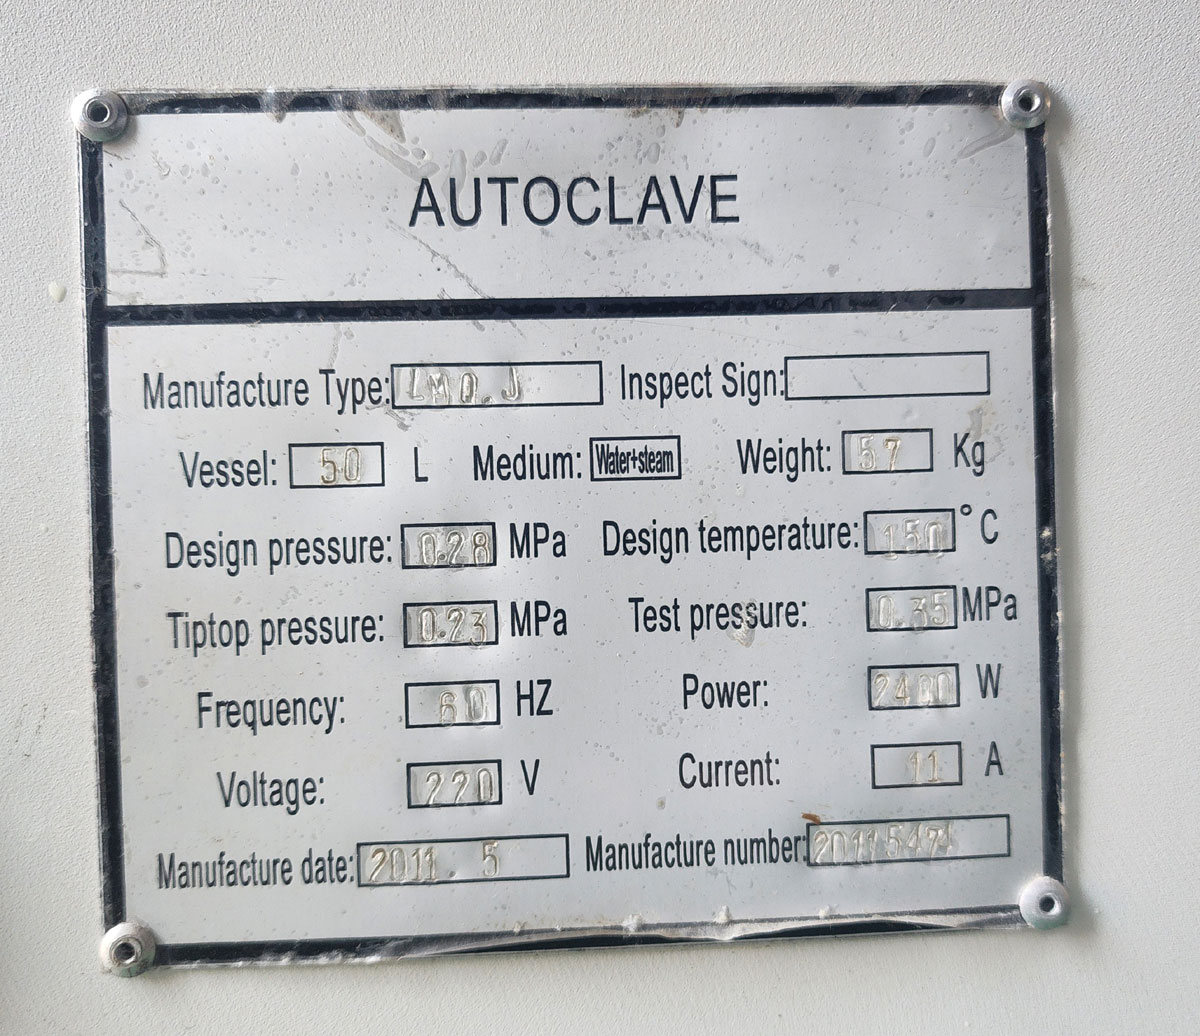 AUTOCLAVE
Manufacture Type: LMQ.J Inspect Sign:
Vessel: 50 L Medium: Water+steam Weight: 57 Kg
Design pressure: 0.28 MPa Design temperature: 150 °C
Tiptop pressure: 0.23 MPa Test pressure: 0.35 MPa
Frequency: 60 HZ Power: 2400 W
Voltage: 220 V Current: 11 A
Manufacture date: 2011. 5 Manufacture number: